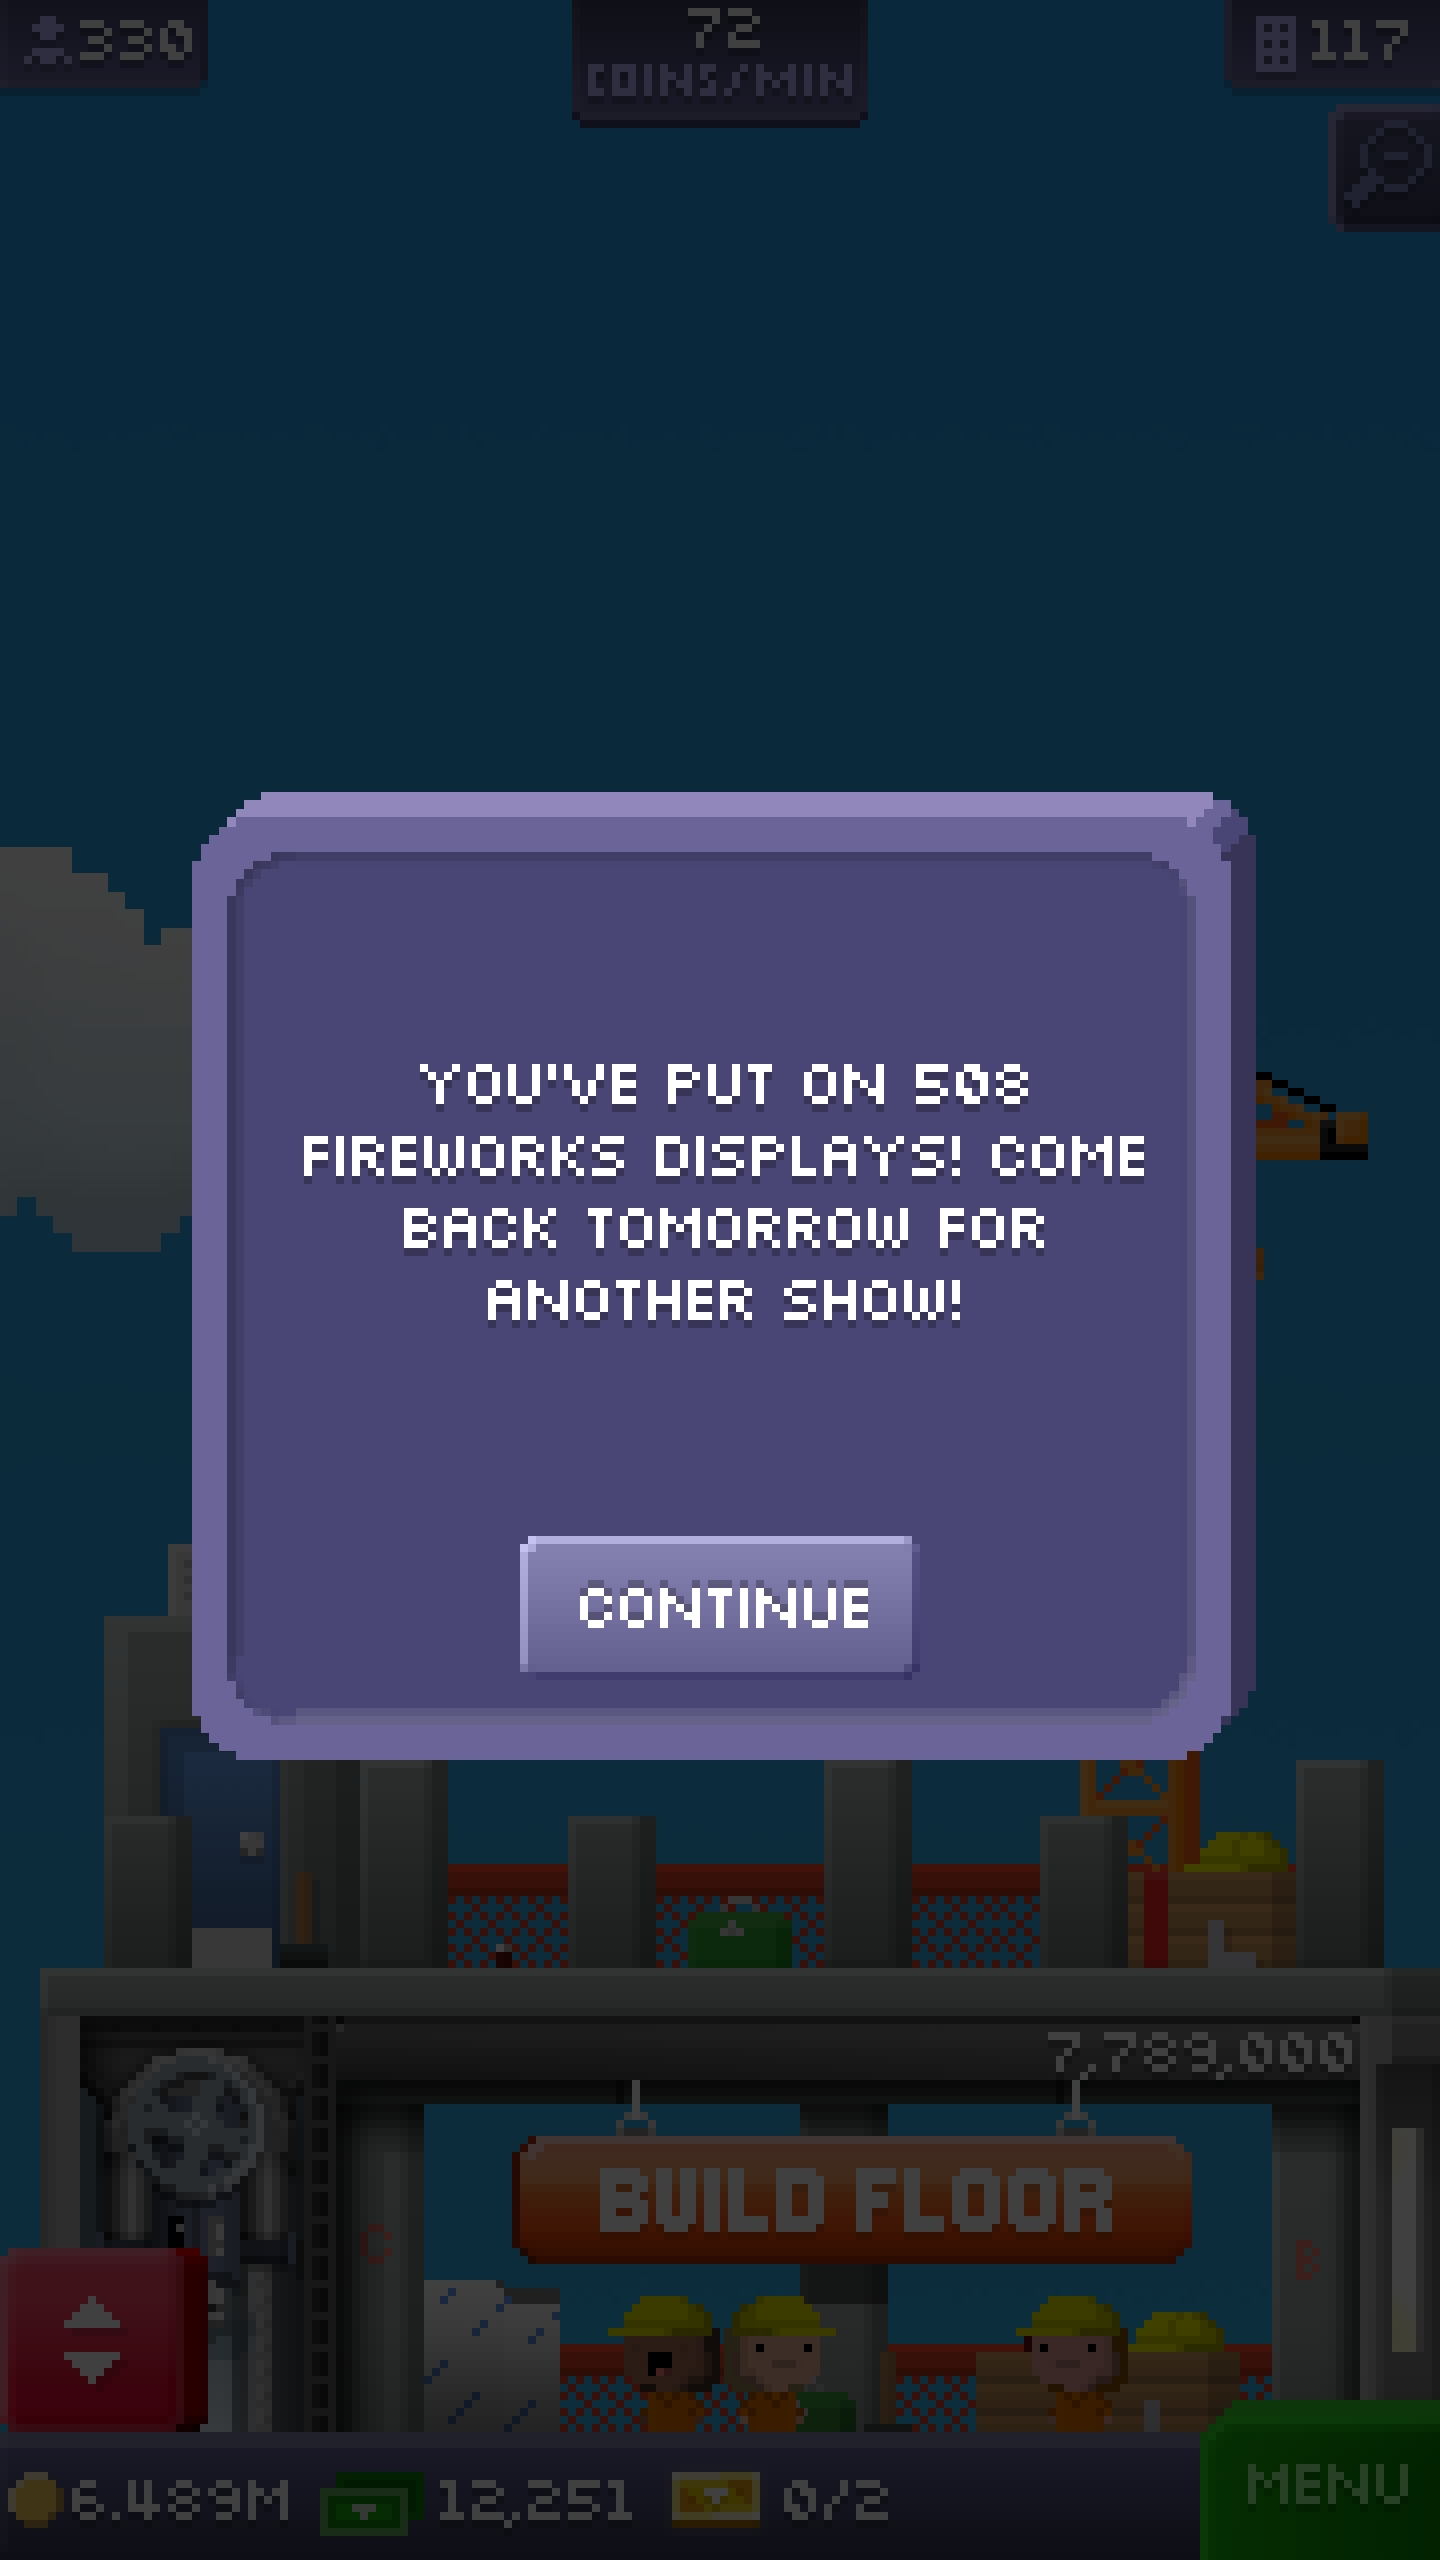 330
72
COINS/MIN
117
YOU'VE PUT ON 508
FIREWORKS DISPLAYS! COME
BACK TOMORROW FOR
ANOTHER SHOW!
CONTINUE
7,789,000
BUILD FLOOR
C
B
6.489M
12,251
0/2
MENU